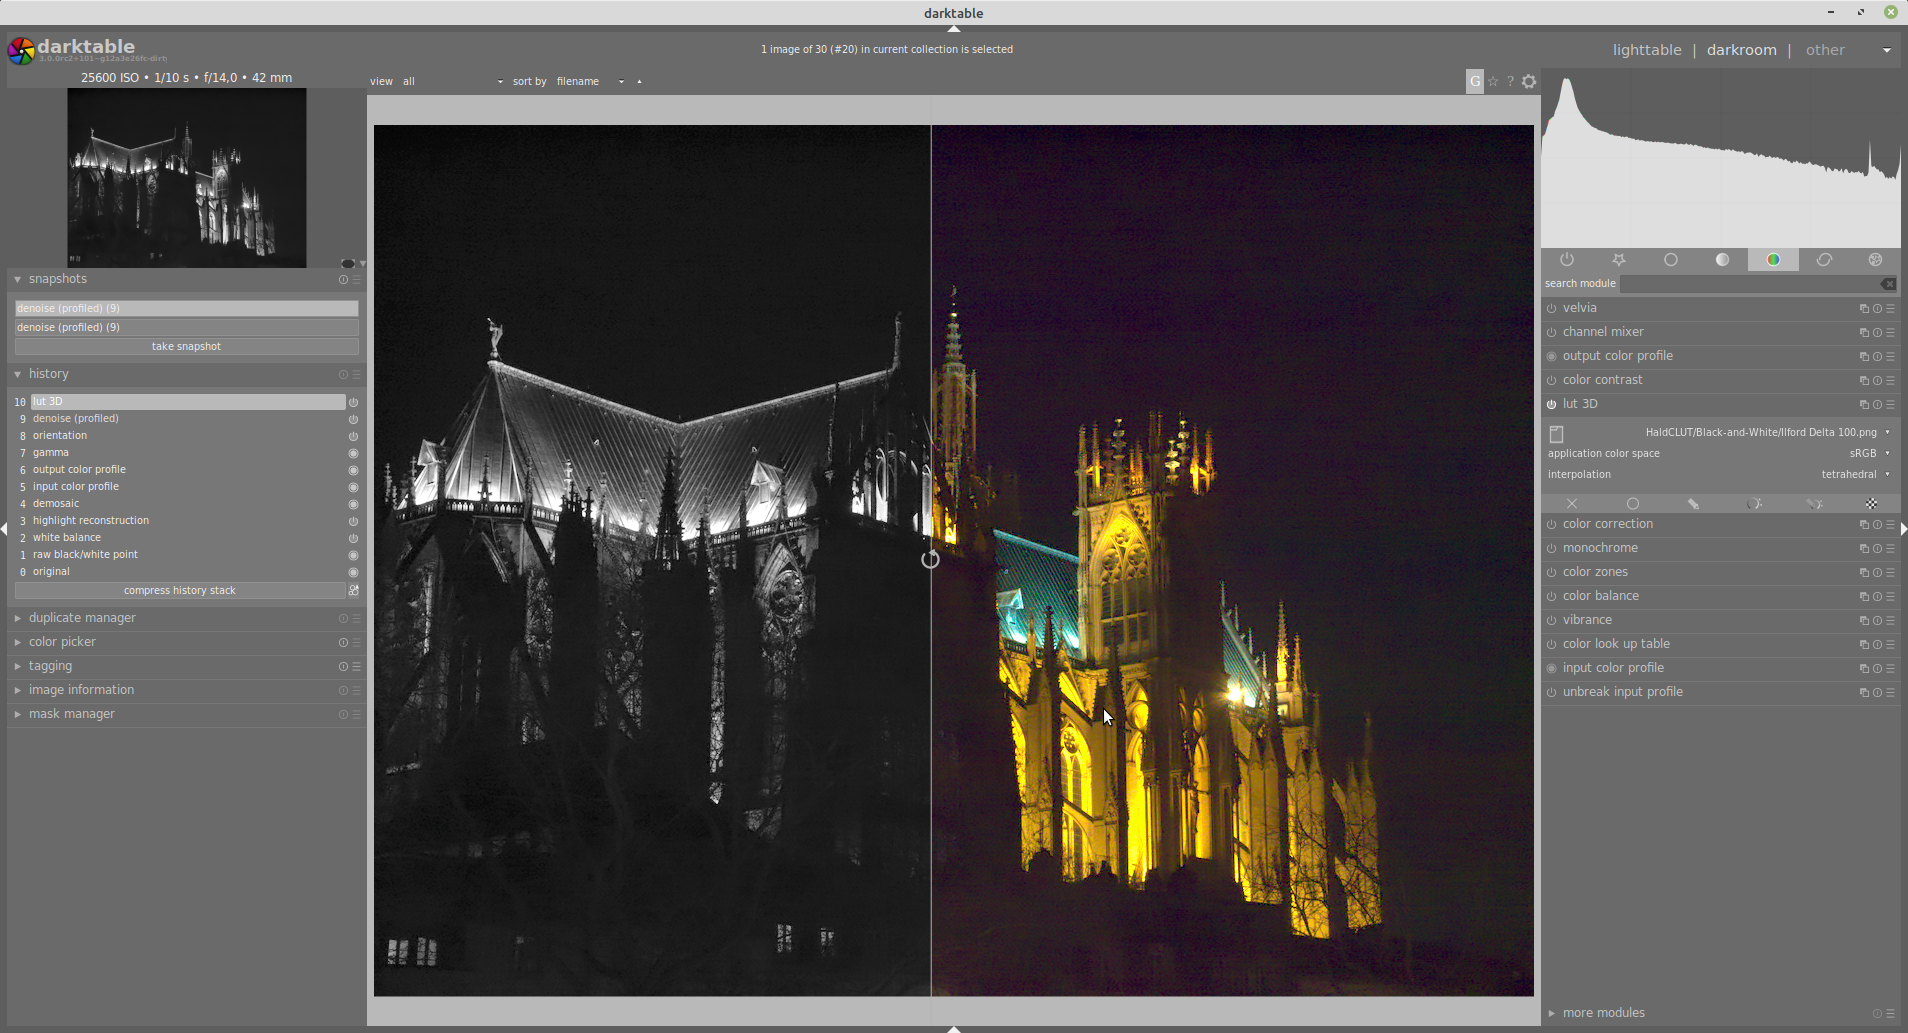 darktable
darktable
3.0.0rc2+101~g12a3e26fc-dirty
1 image of 30 (#20) in current collection is selected
lighttable | darkroom | other
25600 ISO • 1/10 s • f/14,0 • 42 mm
view all sort by filename
G ☆ ?
snapshots
denoise (profiled) (9)
denoise (profiled) (9)
take snapshot
history
10 lut 3D
9 denoise (profiled)
8 orientation
7 gamma
6 output color profile
5 input color profile
4 demosaic
3 highlight reconstruction
2 white balance
1 raw black/white point
0 original
compress history stack
duplicate manager
color picker
tagging
image information
mask manager
search module
velvia
channel mixer
output color profile
color contrast
lut 3D
HaldCLUT/Black-and-White/Ilford Delta 100.png
application color space sRGB
interpolation tetrahedral
color correction
monochrome
color zones
color balance
vibrance
color look up table
input color profile
unbreak input profile
more modules